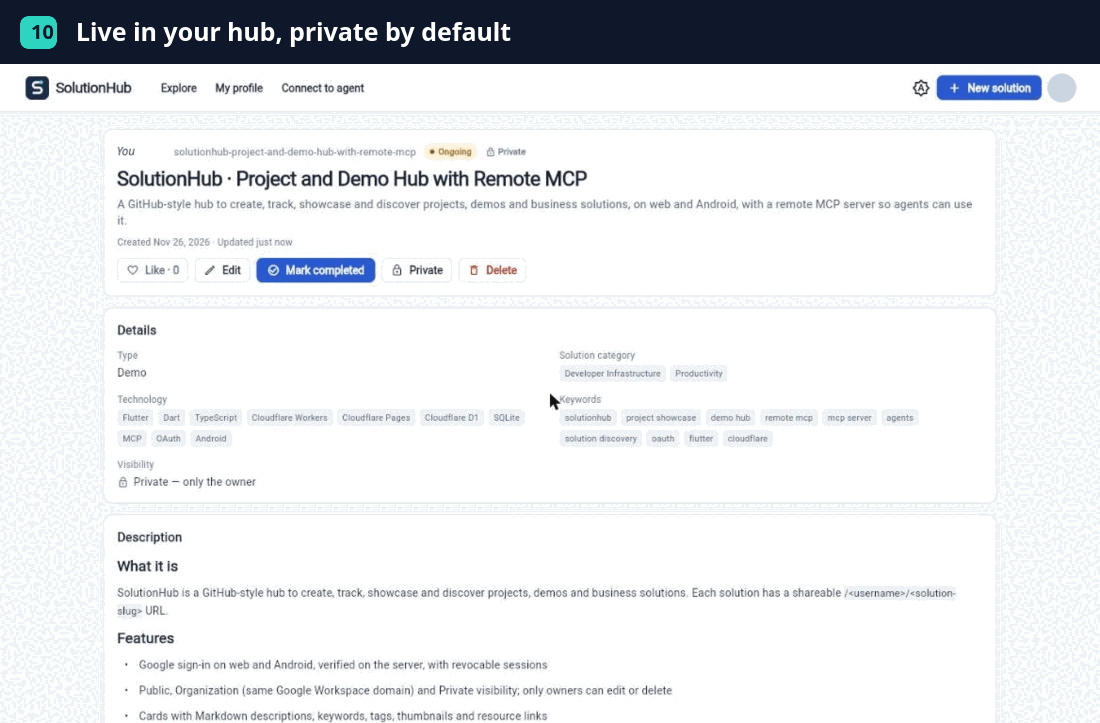 10 Live in your hub, private by default
S SolutionHub Explore My profile Connect to agent A + New solution
You solutionhub-project-and-demo-hub-with-remote-mcp Ongoing Private
SolutionHub · Project and Demo Hub with Remote MCP
A GitHub-style hub to create, track, showcase and discover projects, demos and business solutions, on web and Android, with a remote MCP server so agents can use
it.
Created Nov 26, 2026 · Updated just now
Like · 0 Edit Mark completed Private Delete
Details
Type
Demo
Solution category
Developer Infrastructure Productivity
Technology
Flutter Dart TypeScript Cloudflare Workers Cloudflare Pages Cloudflare D1 SQLite
MCP OAuth Android
Keywords
solutionhub project showcase demo hub remote mcp mcp server agents
solution discovery oauth flutter cloudflare
Visibility
Private — only the owner
Description
What it is
SolutionHub is a GitHub-style hub to create, track, showcase and discover projects, demos and business solutions. Each solution has a shareable /<username>/<solution-
slug> URL.
Features
• Google sign-in on web and Android, verified on the server, with revocable sessions
• Public, Organization (same Google Workspace domain) and Private visibility; only owners can edit or delete
• Cards with Markdown descriptions, keywords, tags, thumbnails and resource links